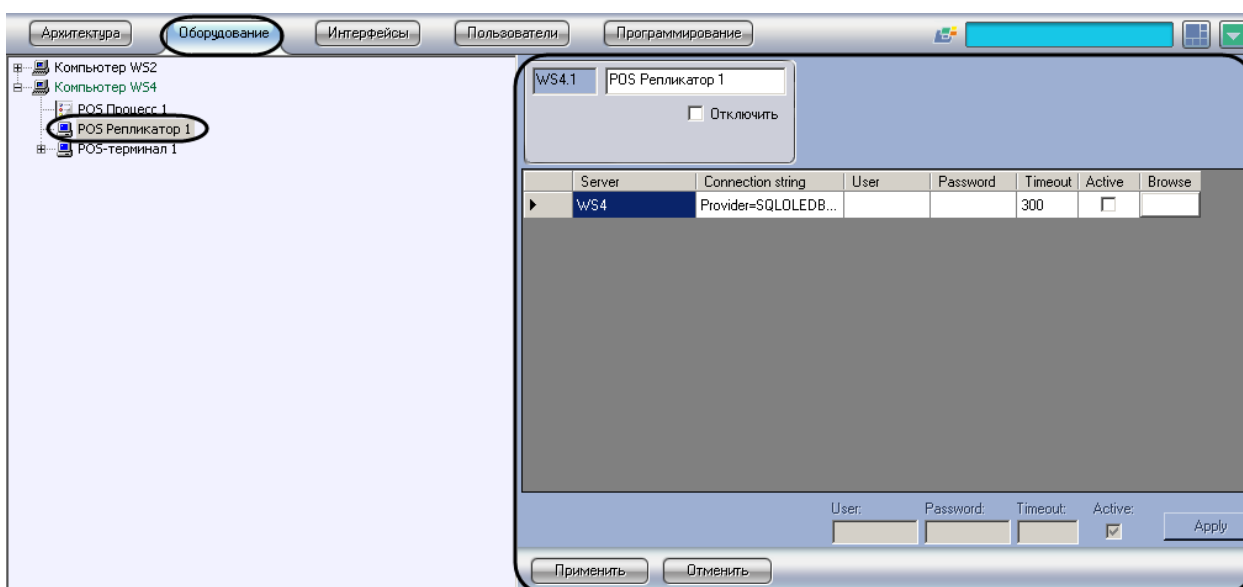 Архитектура Оборудование Интерфейсы Пользователи Программирование
Компьютер WS2
Компьютер WS4
POS Процесс 1
POS Репликатор 1
POS-терминал 1
WS4.1 POS Репликатор 1
Отключить
Server Connection string User Password Timeout Active Browse
WS4 Provider=SQLOLEDB... 300
User: Password: Timeout: Active:
Apply
Применить Отменить